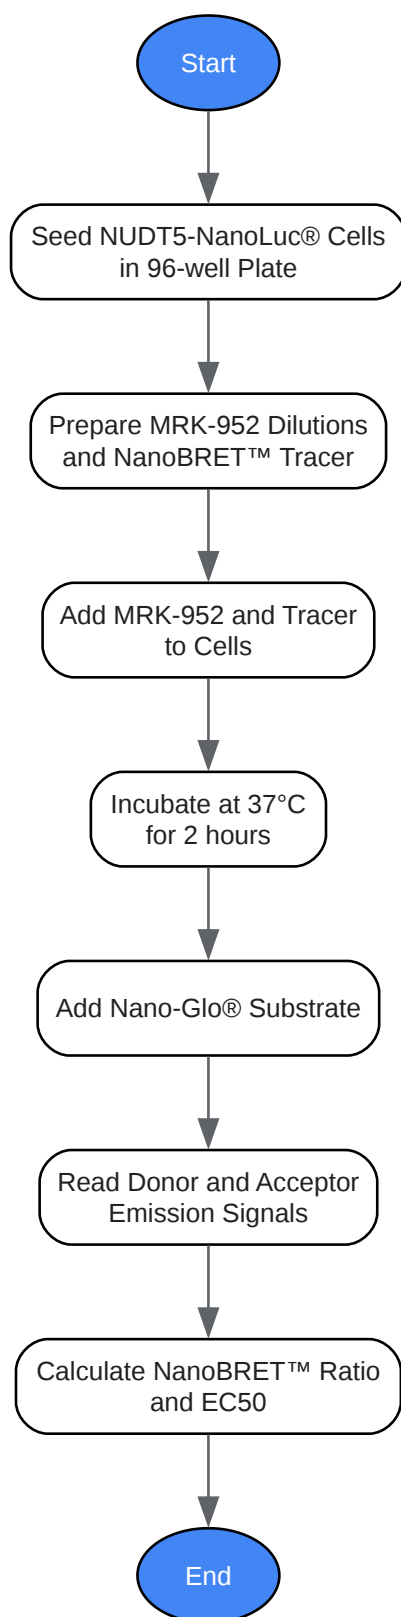 Start
Seed NUDT5-NanoLuc® Cells
in 96-well Plate
Prepare MRK-952 Dilutions
and NanoBRET™ Tracer
Add MRK-952 and Tracer
to Cells
Incubate at 37°C
for 2 hours
Add Nano-Glo® Substrate
Read Donor and Acceptor
Emission Signals
Calculate NanoBRET™ Ratio
and EC50
End